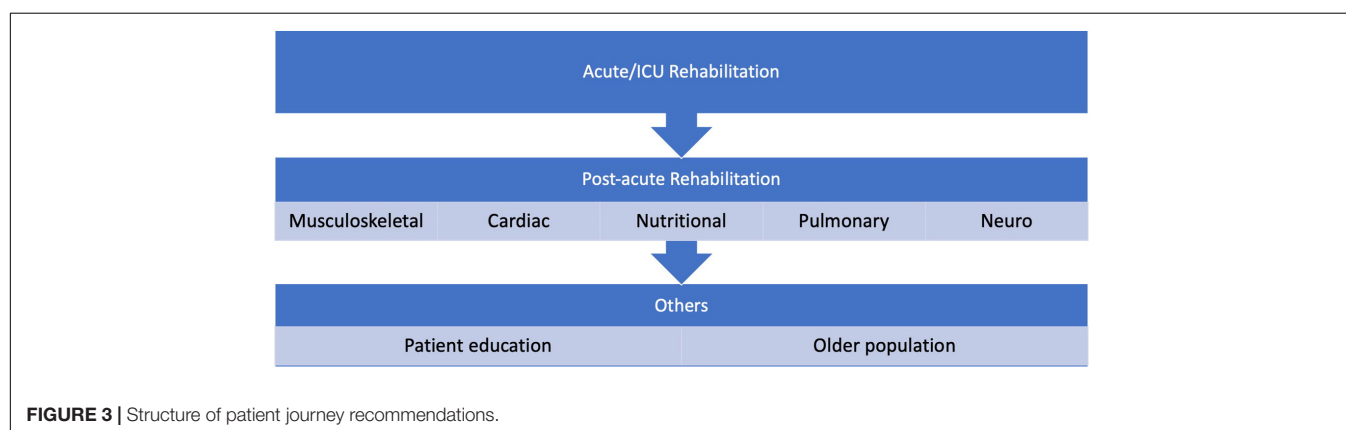 Acute/ICU Rehabilitation
Post-acute Rehabilitation
Musculoskeletal Cardiac Nutritional Pulmonary Neuro
Others
Patient education Older population
FIGURE 3 | Structure of patient journey recommendations.